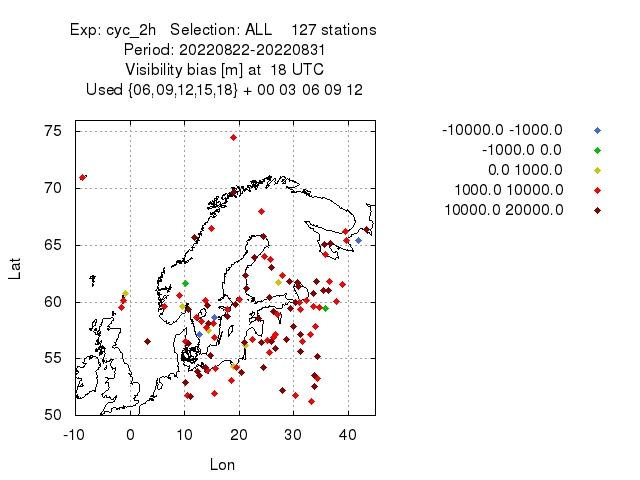 Exp: cyc_2h   Selection: ALL    127 stations
Period: 20220822-20220831
Visibility bias [m] at  18 UTC
Used {06,09,12,15,18} + 00 03 06 09 12
-10000.0 -1000.0
-1000.0 0.0
0.0 1000.0
1000.0 10000.0
10000.0 20000.0
75
70
65
60
55
50
Lat
-10 0 10 20 30 40
Lon